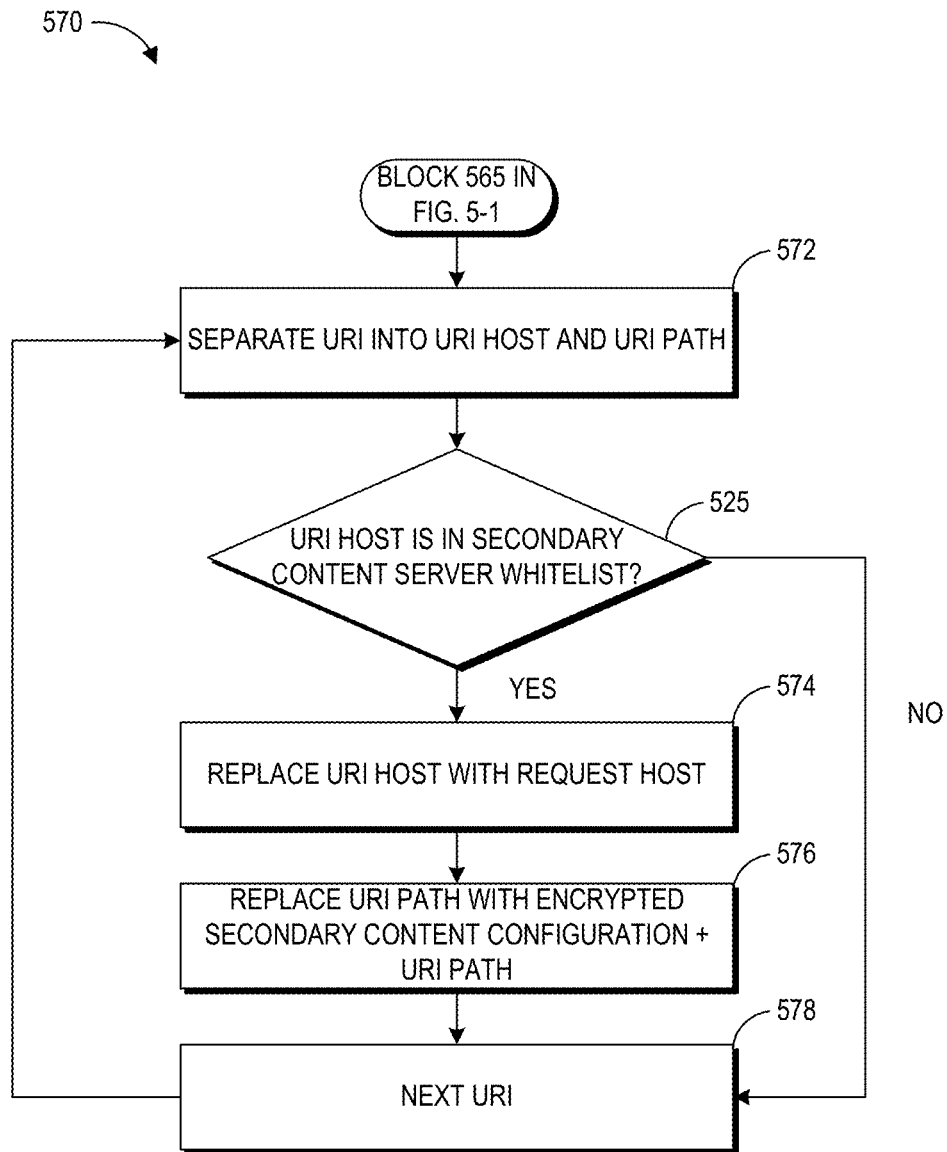 570
BLOCK 565 IN
FIG. 5-1
572
SEPARATE URI INTO URI HOST AND URI PATH
525
URI HOST IS IN SECONDARY
CONTENT SERVER WHITELIST?
YES
574
NO
REPLACE URI HOST WITH REQUEST HOST
576
REPLACE URI PATH WITH ENCRYPTED
SECONDARY CONTENT CONFIGURATION +
URI PATH
578
NEXT URI